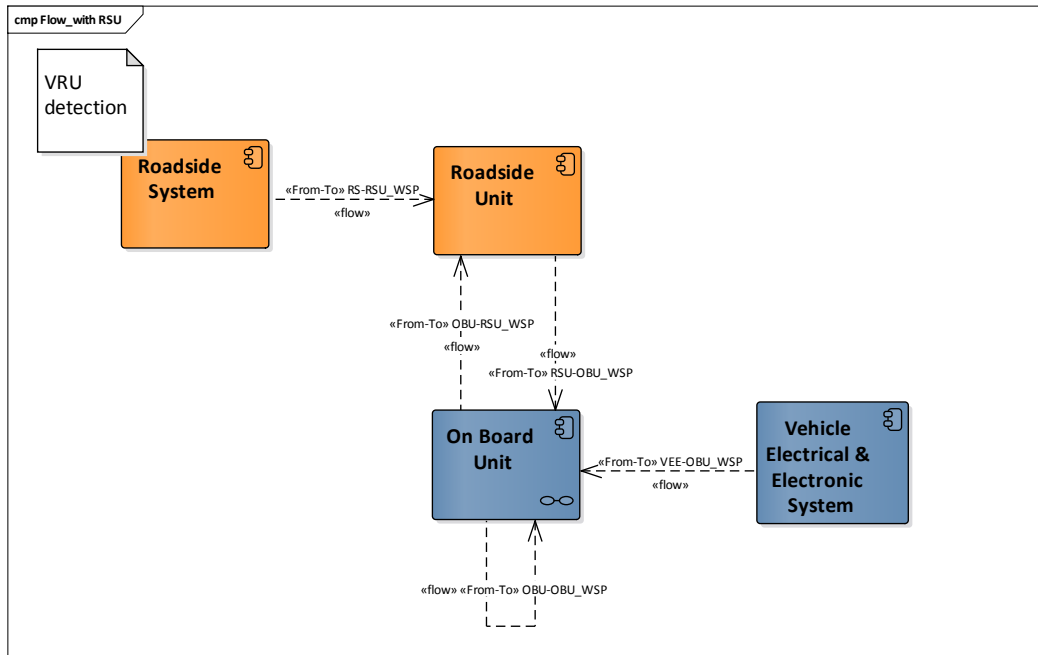 cmp Flow_with RSU
VRU
detection
Roadside
System
«From-To» RS-RSU_WSP
«flow»
Roadside
Unit
«From-To» OBU-RSU_WSP
«flow»
«flow»
«From-To» RSU-OBU_WSP
On Board
Unit
«From-To» VEE-OBU_WSP
«flow»
Vehicle
Electrical &
Electronic
System
«flow» «From-To» OBU-OBU_WSP